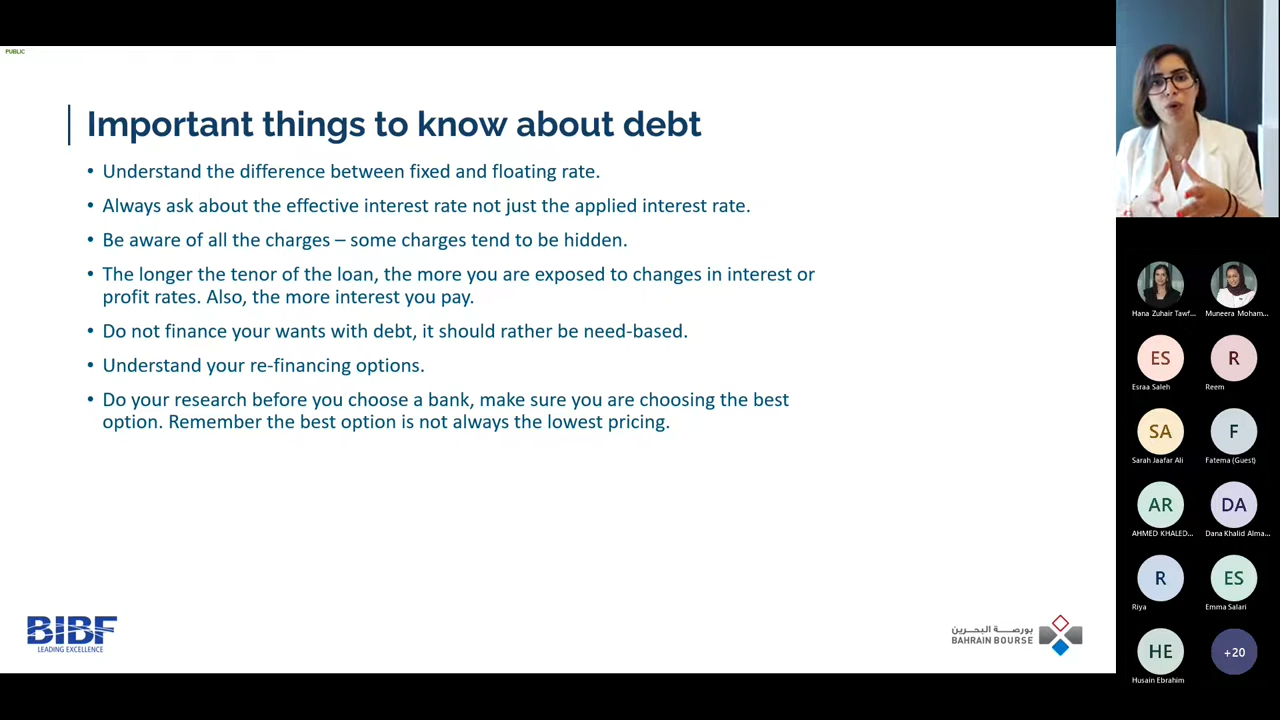 PUBLIC
Important things to know about debt
• Understand the difference between fixed and floating rate.
• Always ask about the effective interest rate not just the applied interest rate.
• Be aware of all the charges – some charges tend to be hidden.
• The longer the tenor of the loan, the more you are exposed to changes in interest or
profit rates. Also, the more interest you pay.
• Do not finance your wants with debt, it should rather be need-based.
• Understand your re-financing options.
• Do your research before you choose a bank, make sure you are choosing the best
option. Remember the best option is not always the lowest pricing.
BIBF
LEADING EXCELLENCE
بورصة البحرين
BAHRAIN BOURSE
Hana Zuhair Tawf...
Muneera Moham...
ES
R
Esraa Saleh
Reem
SA
F
Sarah Jaafar Ali
Fatema (Guest)
AR
DA
AHMED KHALED...
Dana Khalid Alma...
R
ES
Riya
Emma Salari
HE
+20
Husain Ebrahim